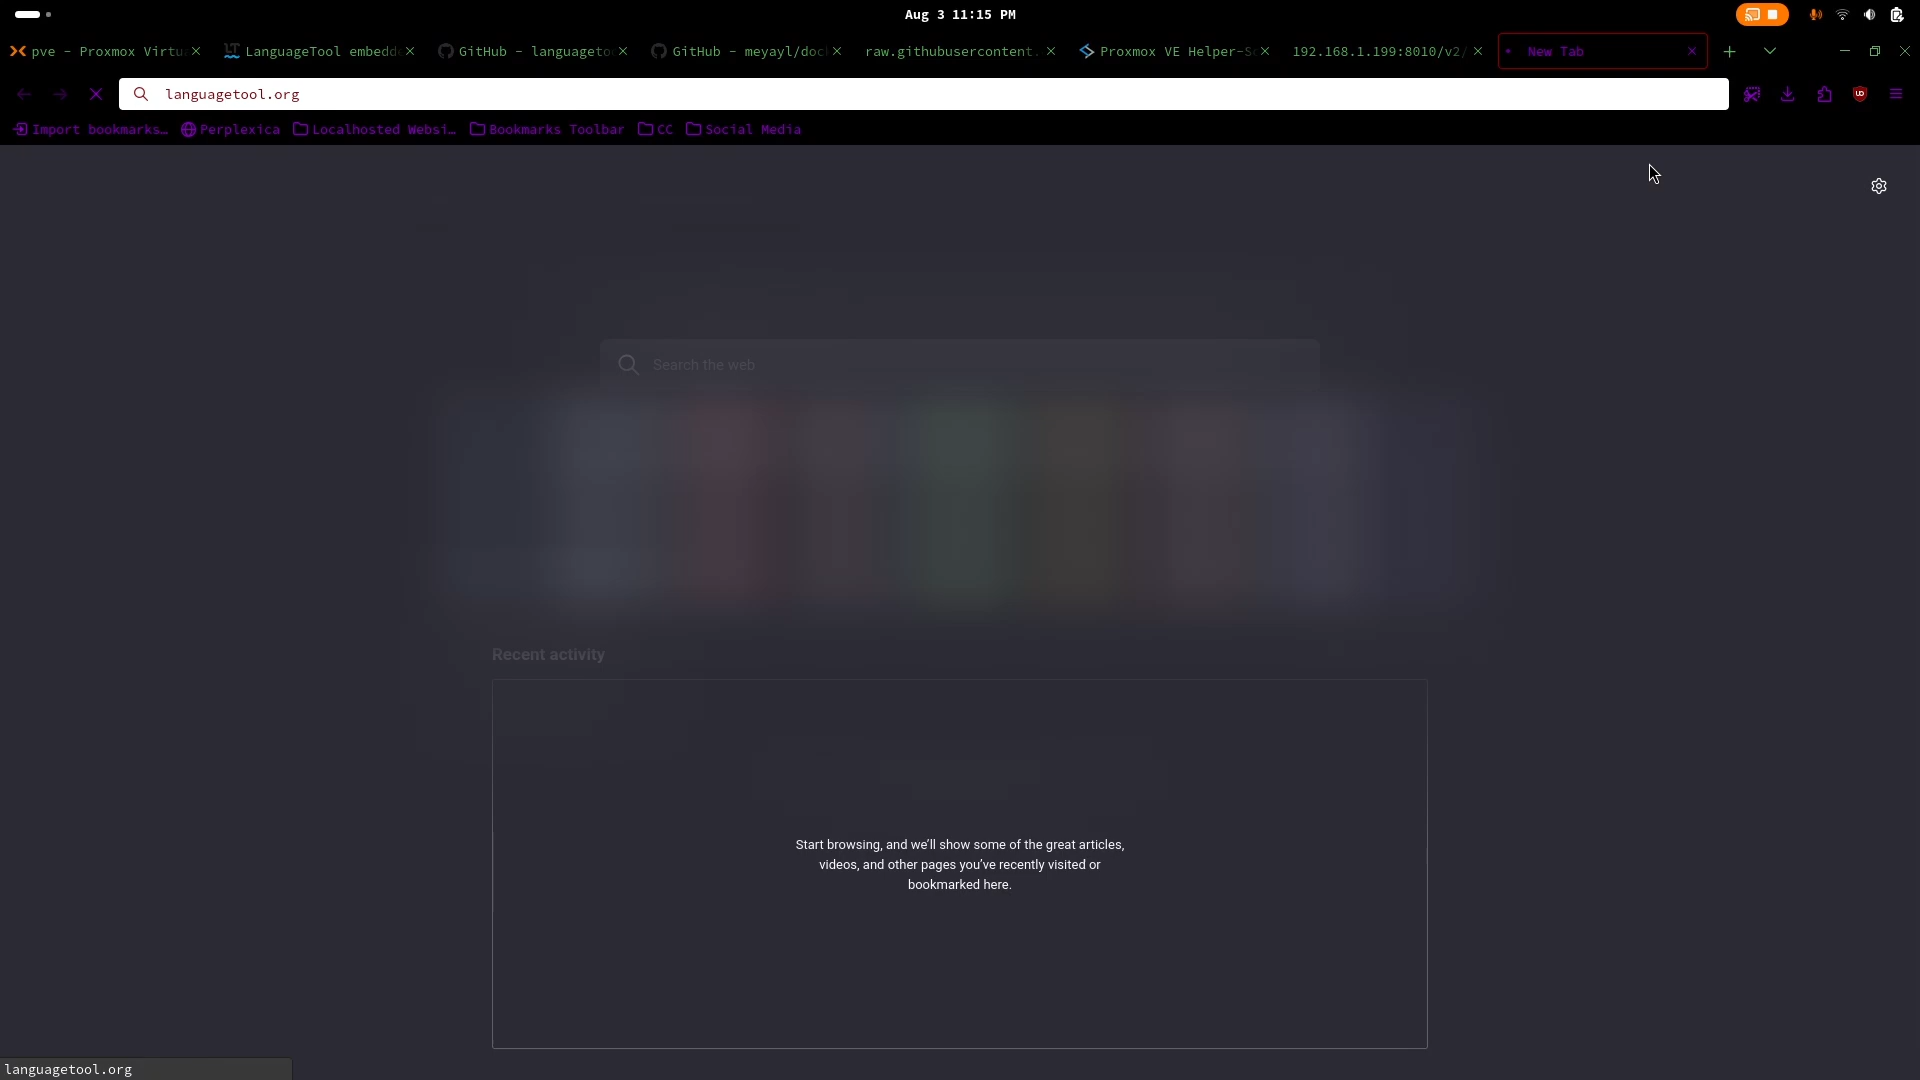 Aug 3 11:15 PM
pve - Proxmox Virtu
LanguageTool embedde
GitHub - languageto
GitHub - meyayl/doc
raw.githubusercontent.
Proxmox VE Helper-Sc
192.168.1.199:8010/v2/
New Tab
languagetool.org
Import bookmarks…
Perplexica
Localhosted Websi…
Bookmarks Toolbar
CC
Social Media
Search the web
Recent activity
Start browsing, and we'll show some of the great articles,
videos, and other pages you've recently visited or
bookmarked here.
languagetool.org